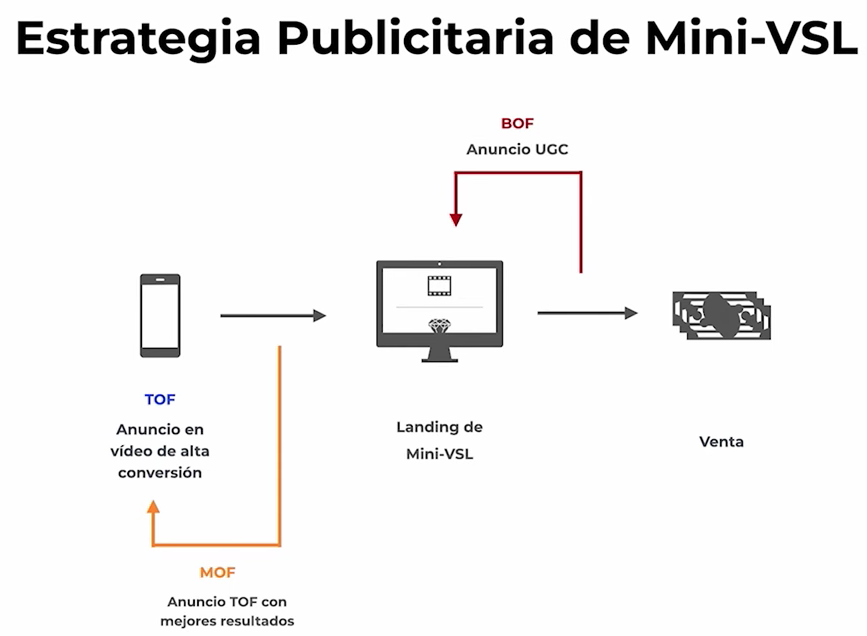 Estrategia Publicitaria de Mini-VSL
BOF
Anuncio UGC
TOF
Anuncio en
vídeo de alta
conversión
Landing de
Mini-VSL
Venta
MOF
Anuncio TOF con
mejores resultados